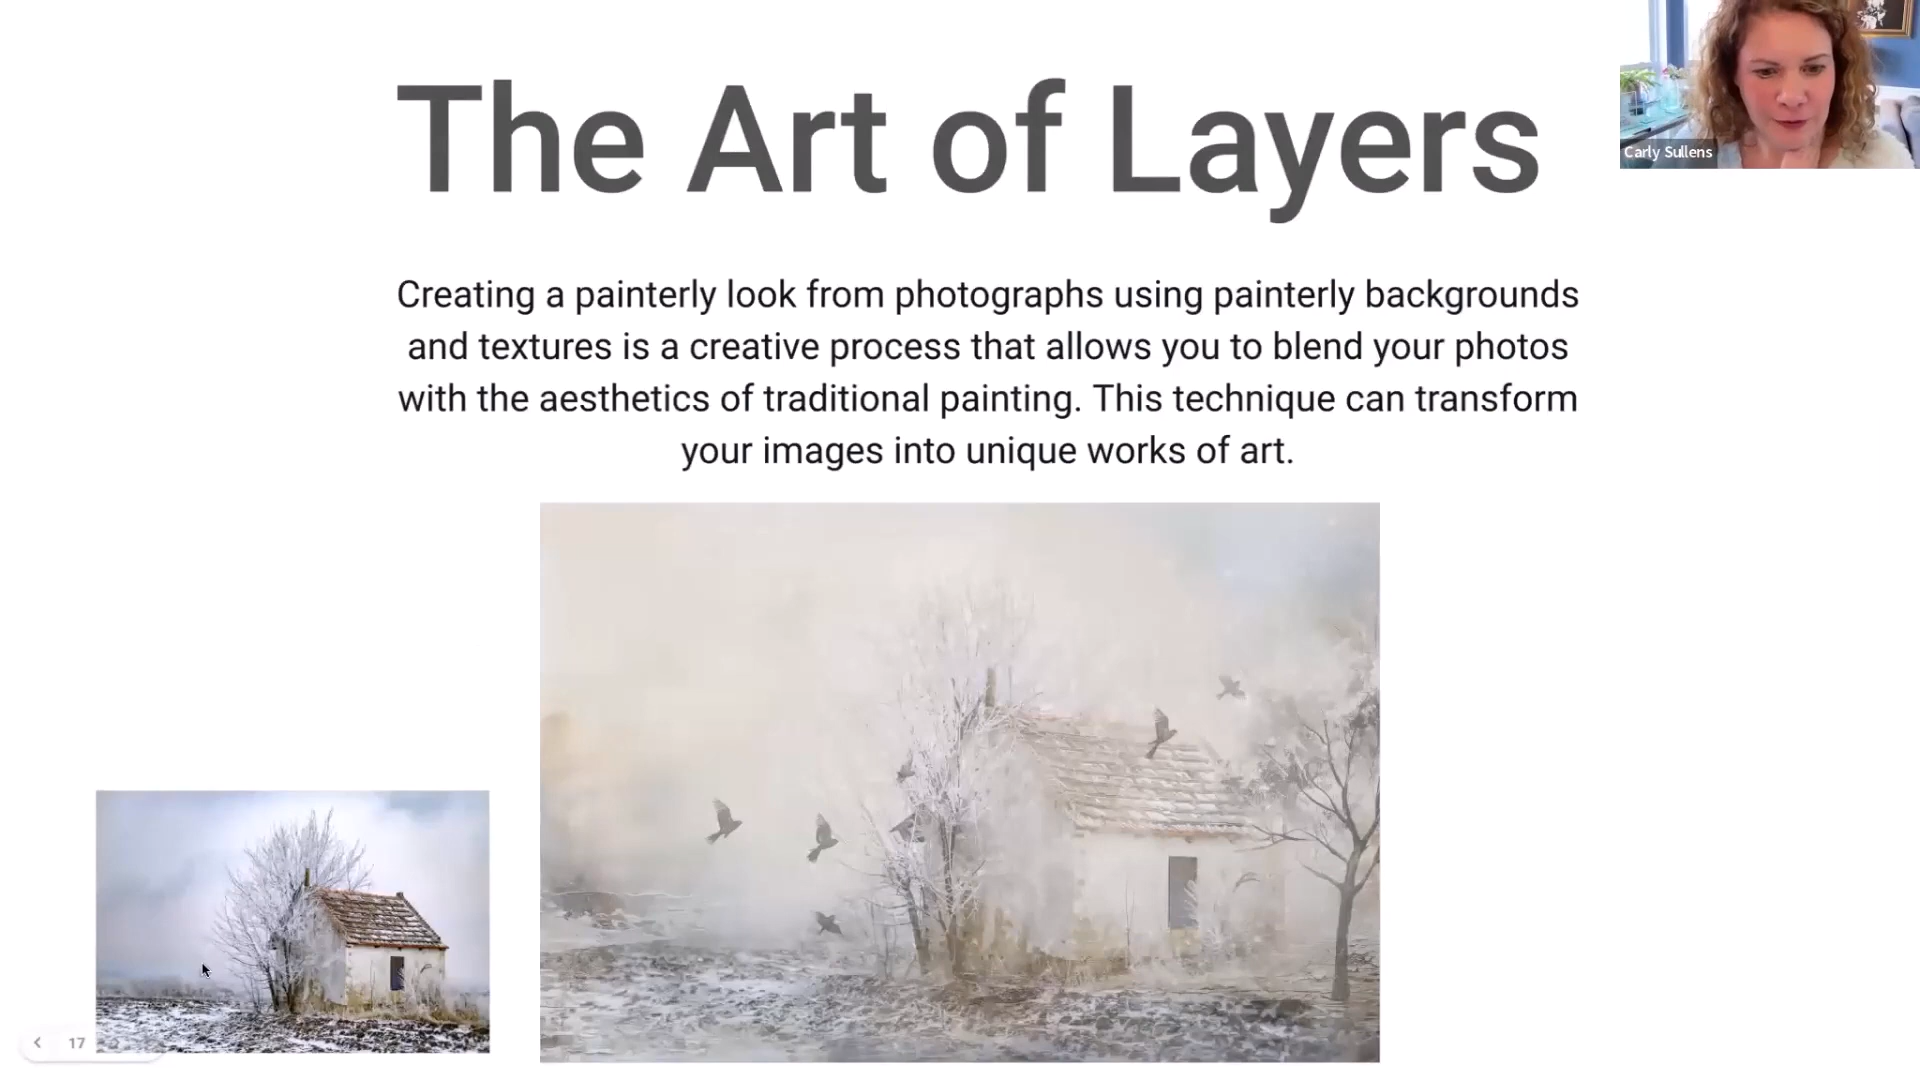 The Art of Layers
Carly Sullens
Creating a painterly look from photographs using painterly backgrounds
and textures is a creative process that allows you to blend your photos
with the aesthetics of traditional painting. This technique can transform
your images into unique works of art.
17